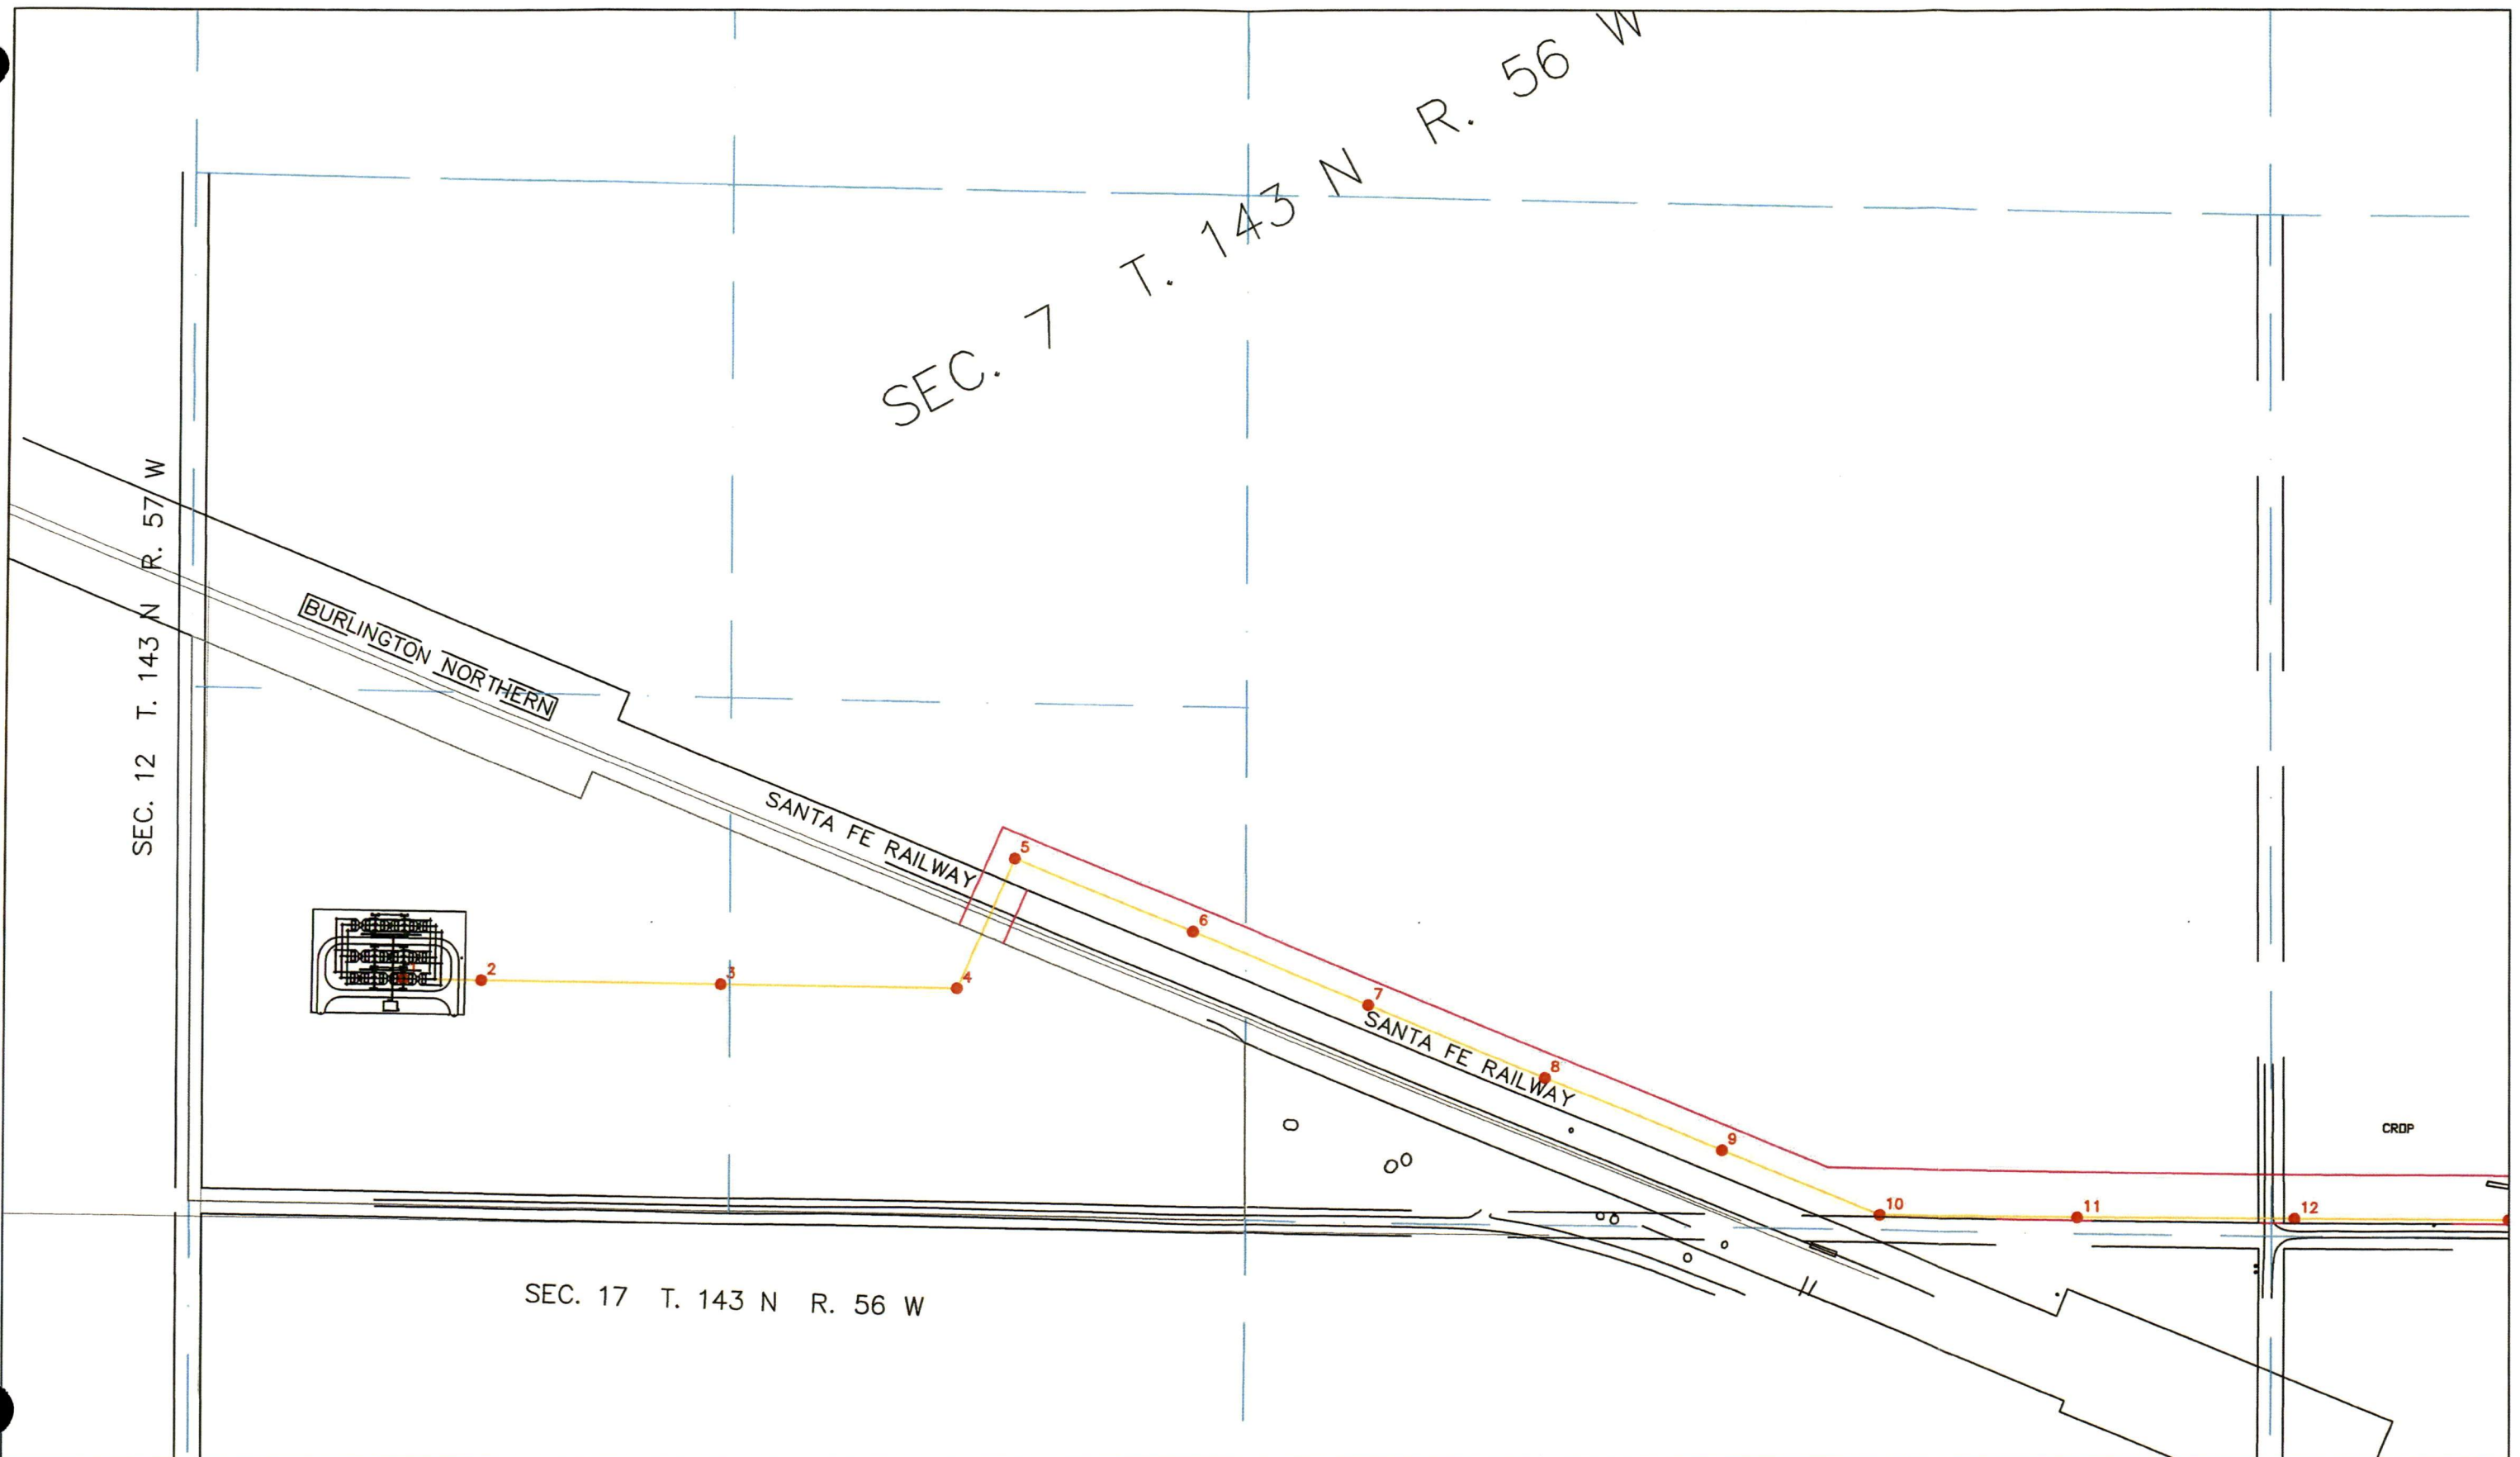 SEC. 7 T. 143 N R. 56 W
SEC. 12 T. 143 N R. 57 W
BURLINGTON NORTHERN
SANTA FE RAILWAY
5
6
1
2
3
4
7
SANTA FE RAILWAY
8
9
CROP
10
11
12
SEC. 17 T. 143 N R. 56 W